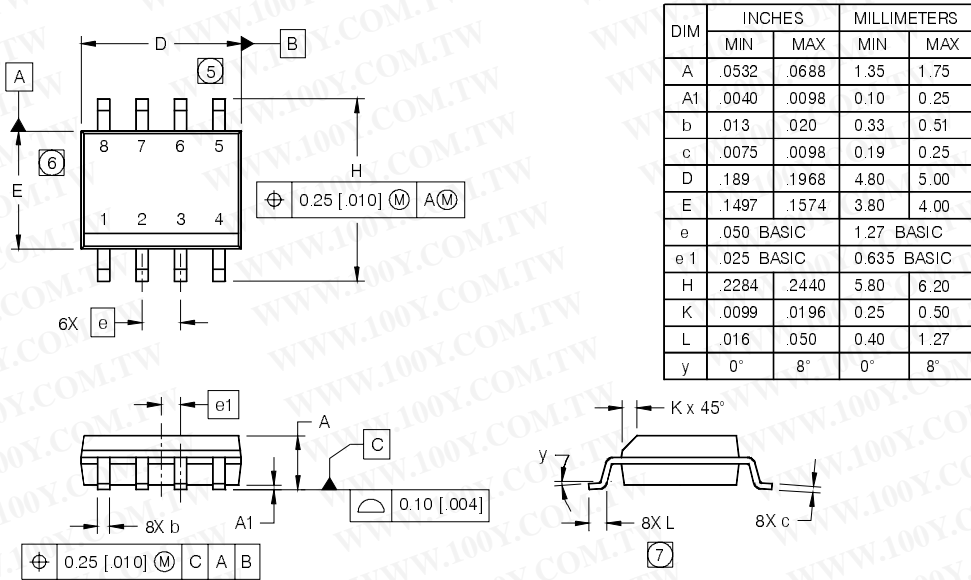 D
B
5
A
8 7 6 5
6
E
H
⌖ 0.25 [.010] Ⓜ AⓂ
1 2 3 4
6X e
DIM INCHES MILLIMETERS
MIN MAX MIN MAX
A .0532 .0688 1.35 1.75
A1 .0040 .0098 0.10 0.25
b .013 .020 0.33 0.51
c .0075 .0098 0.19 0.25
D .189 .1968 4.80 5.00
E .1497 .1574 3.80 4.00
e .050 BASIC 1.27 BASIC
e 1 .025 BASIC 0.635 BASIC
H .2284 .2440 5.80 6.20
K .0099 .0196 0.25 0.50
L .016 .050 0.40 1.27
y 0° 8° 0° 8°
e1
A
C
⌓ 0.10 [.004]
A1
8X b
⌖ 0.25 [.010] Ⓜ C A B
K x 45°
y
8X L
8X c
7
WWW.100Y.COM.TW